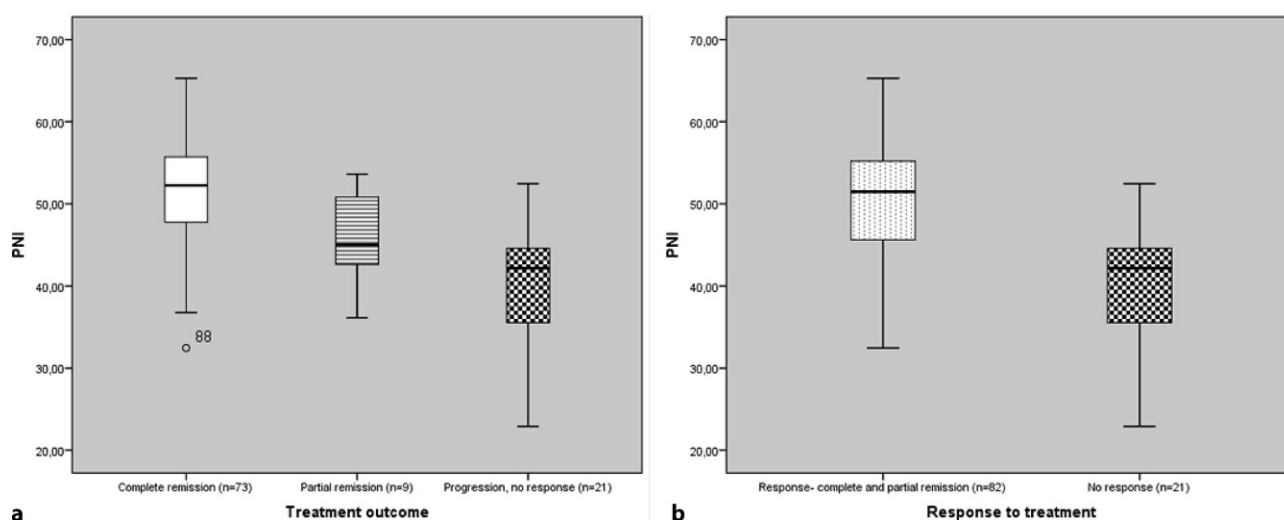 70,00
60,00
50,00
40,00
30,00
20,00
PNI
88
Complete remission (n=73)
Partial remission (n=9)
Progression, no response (n=21)
Treatment outcome
a
70,00
60,00
50,00
40,00
30,00
20,00
PNI
Response- complete and partial remission (n=82)
No response (n=21)
Response to treatment
b